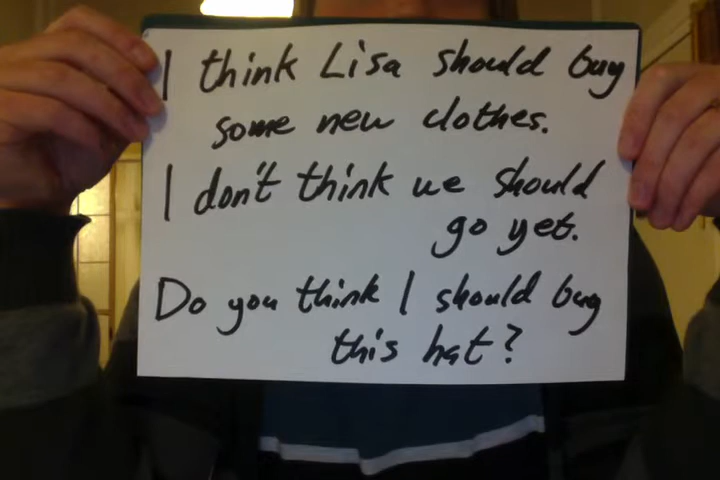 I think Lisa should buy
some new clothes.
I don't think we should
go yet.
Do you think I should buy
this hat?